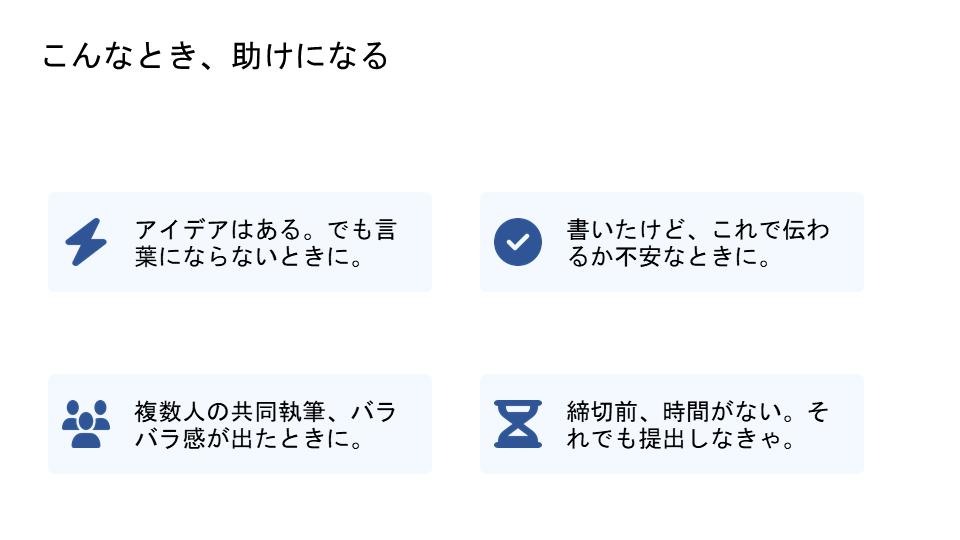 こんなとき、助けになる
アイデアはある。でも言
葉にならないときに。
書いたけど、これで伝わ
るか不安なときに。
複数人の共同執筆、バラ
バラ感が出たときに。
締切前、時間がない。そ
れでも提出しなきゃ。